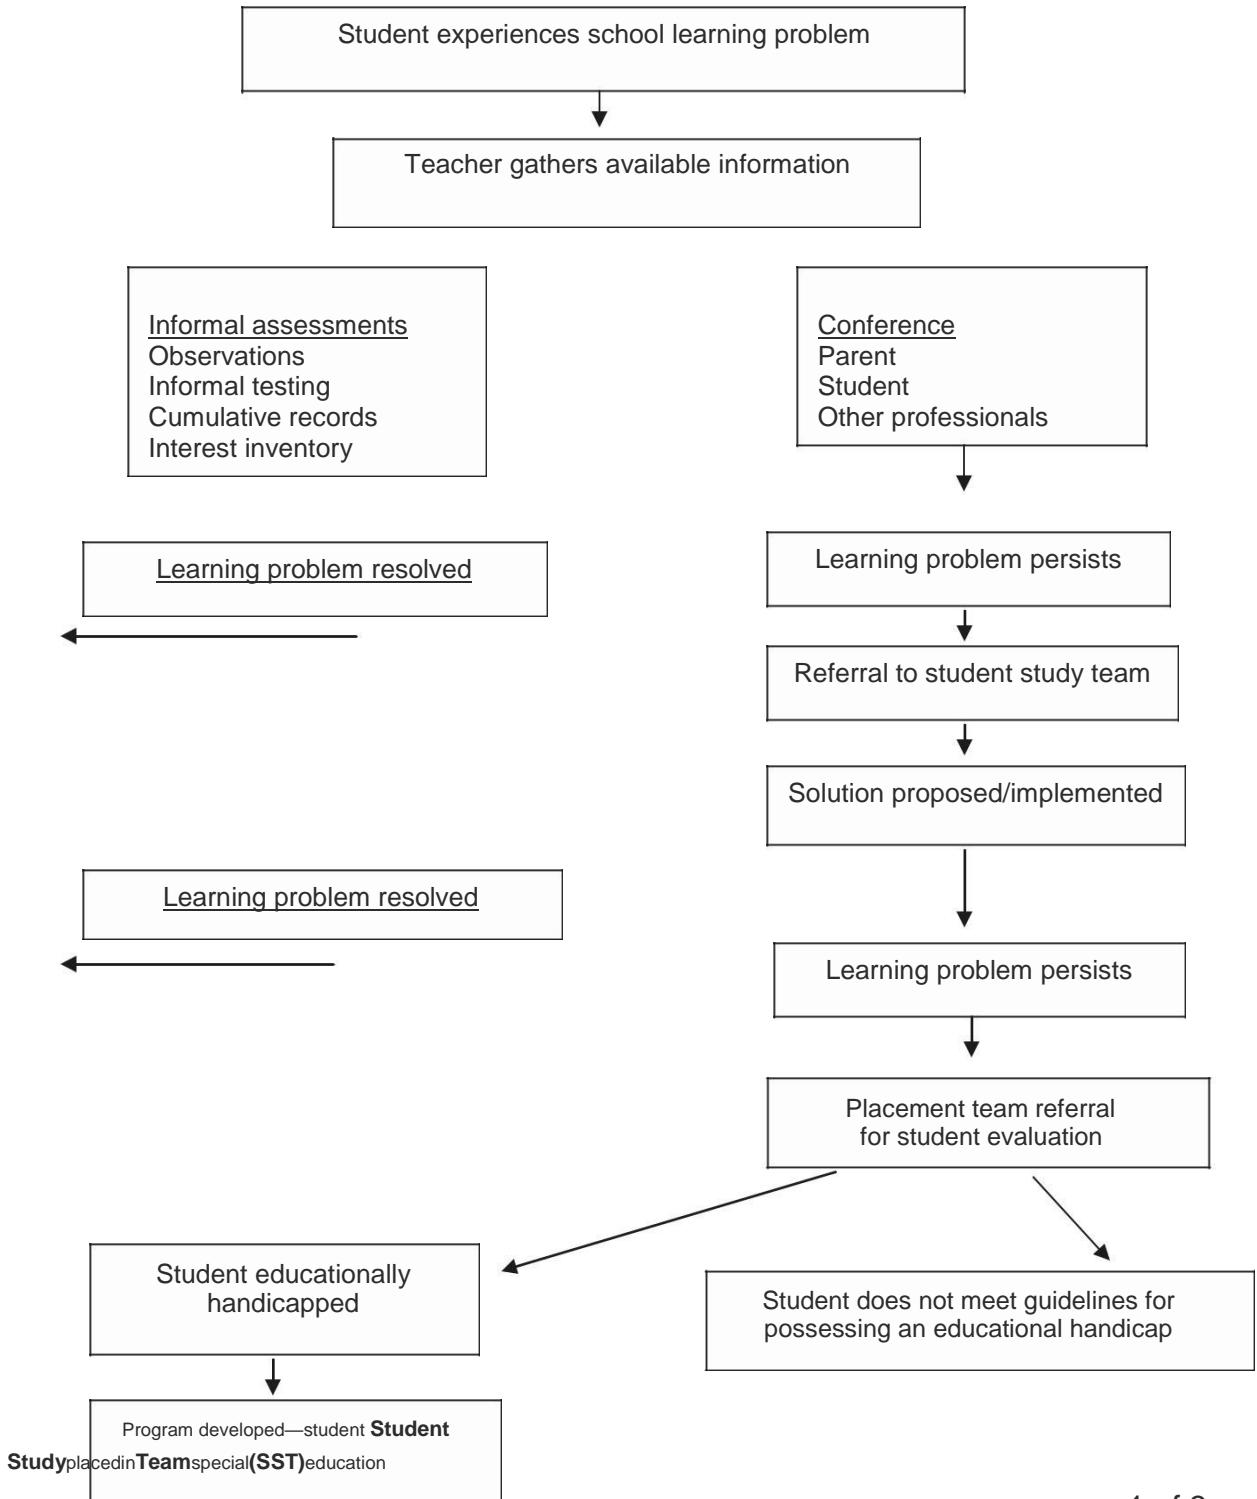 Student experiences school learning problem
Teacher gathers available information
Informal assessments
Observations
Informal testing
Cumulative records
Interest inventory
Conference
Parent
Student
Other professionals
Learning problem resolved
Learning problem persists
Referral to student study team
Solution proposed/implemented
Learning problem resolved
Learning problem persists
Placement team referral
for student evaluation
Student educationally
handicapped
Student does not meet guidelines for
possessing an educational handicap
Program developed—student Student
StudyplacedinTeamspecial(SST)education